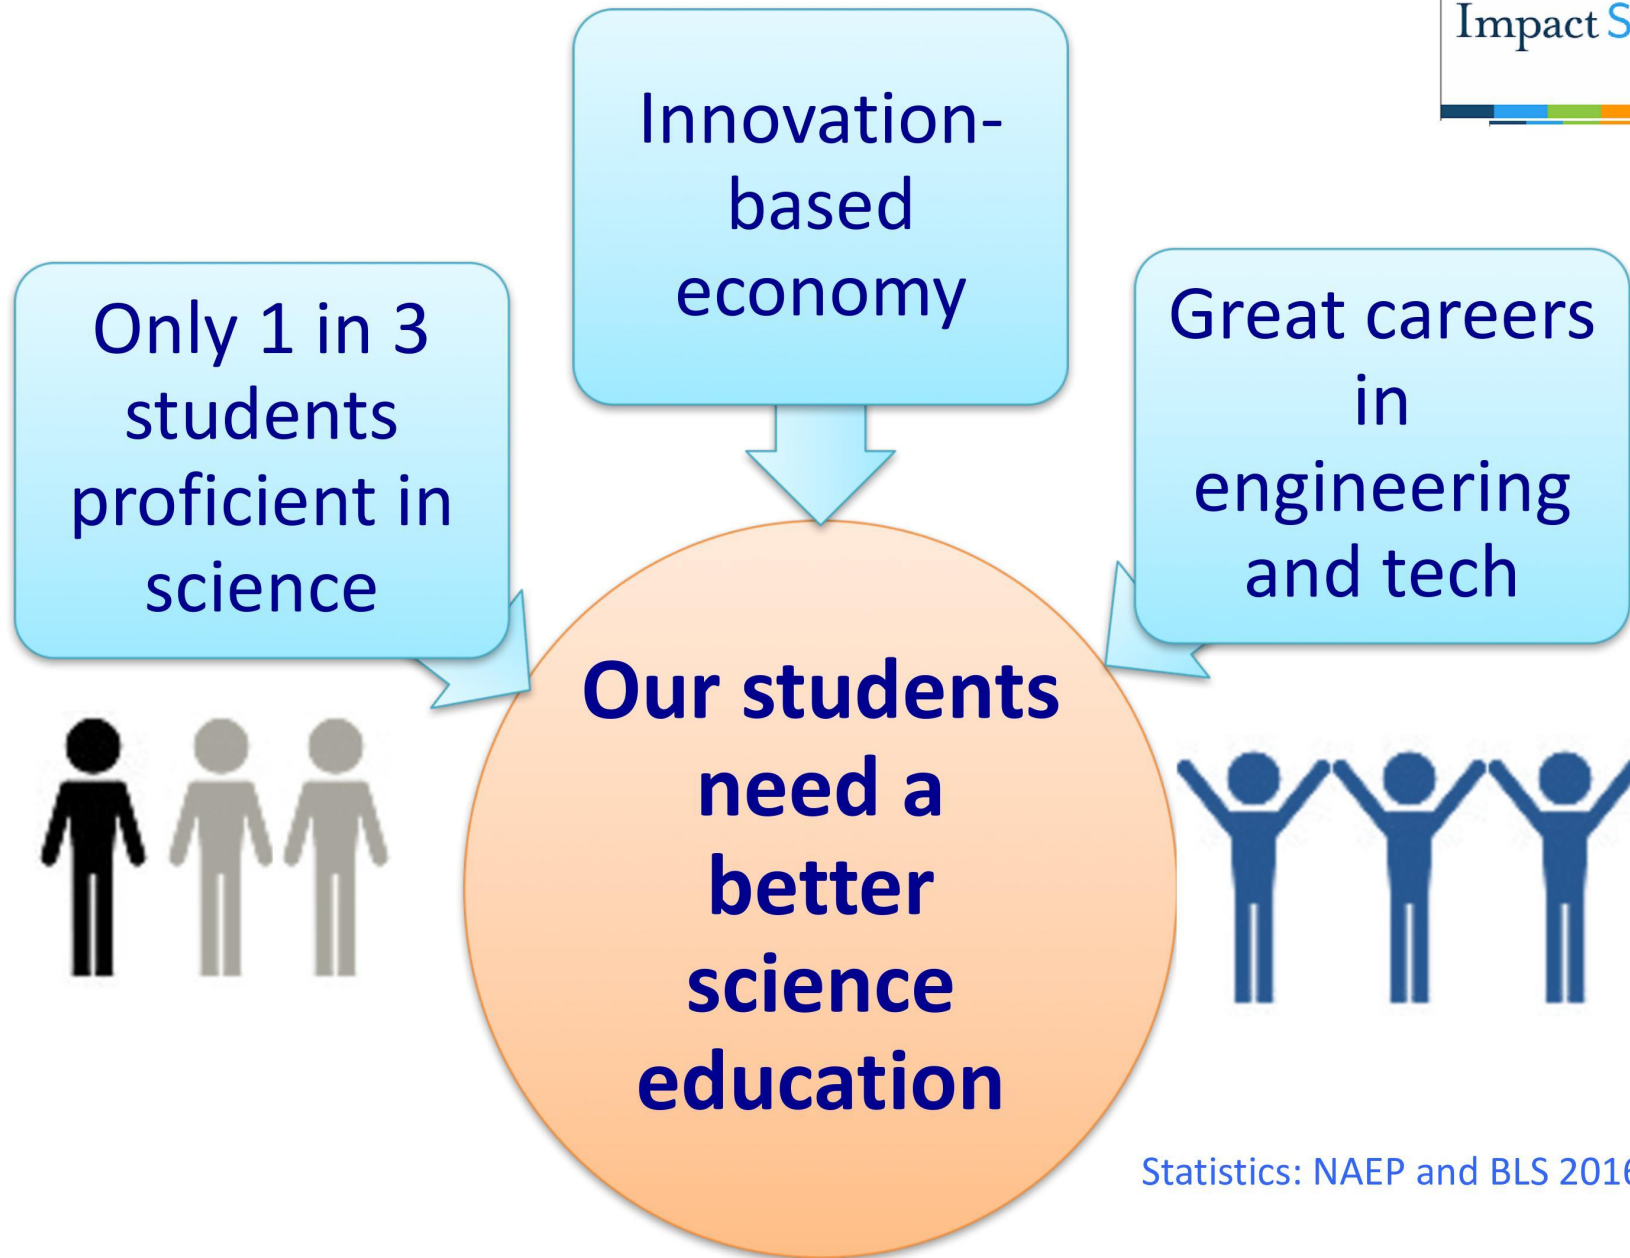 Impact S
Innovation-
based
economy
Only 1 in 3
students
proficient in
science
Great careers
in
engineering
and tech
Our students
need a
better
science
education
Statistics: NAEP and BLS 2016